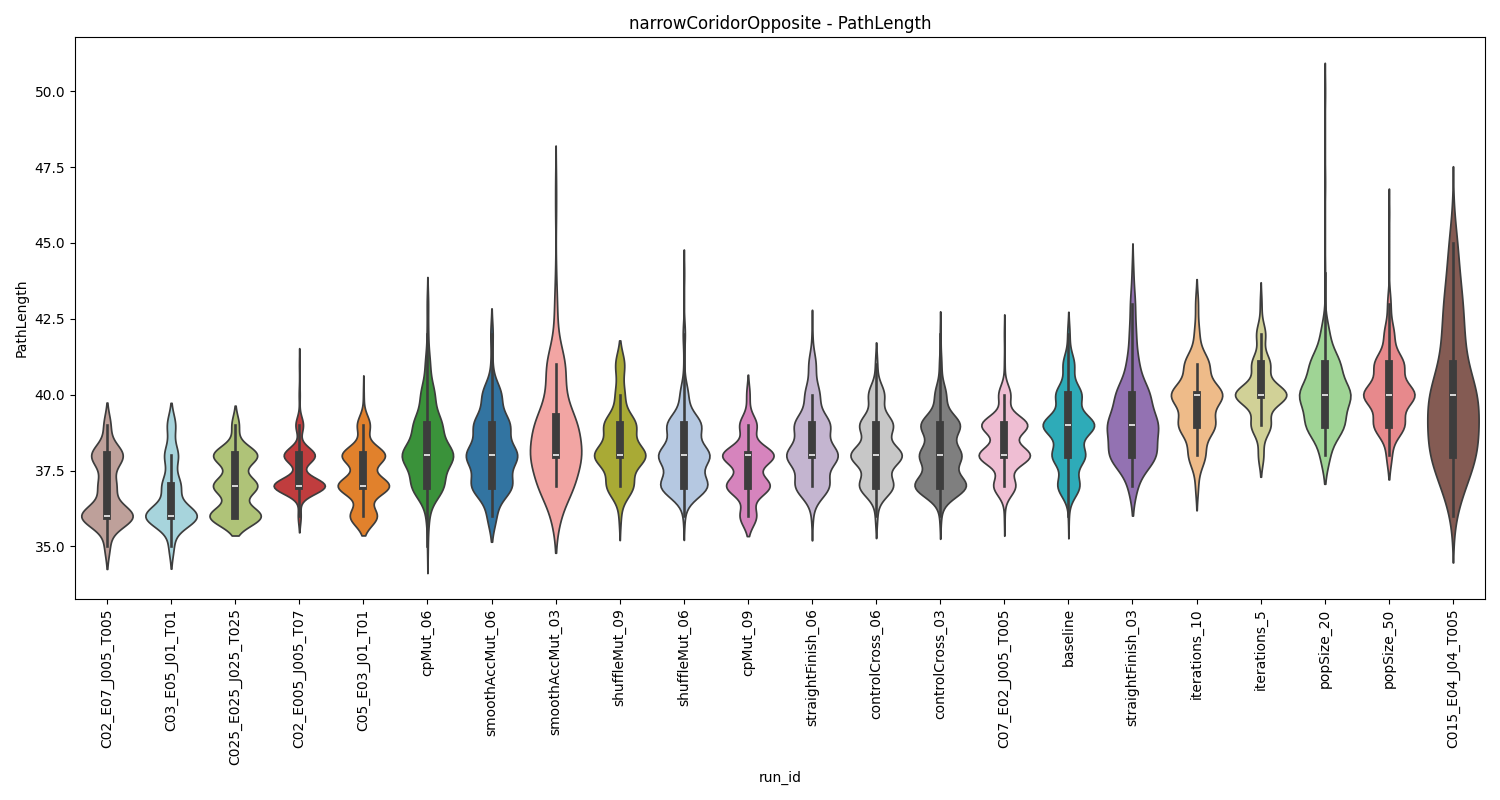 narrowCoridorOpposite - PathLength
PathLength
50.0
47.5
45.0
42.5
40.0
37.5
35.0
C02_E07_J005_T005
C03_E05_J01_T01
C025_E025_J025_T025
C02_E005_J005_T07
C05_E03_J01_T01
cpMut_06
smoothAccMut_06
smoothAccMut_03
shuffleMut_09
shuffleMut_06
cpMut_09
straightFinish_06
controlCross_06
controlCross_03
C07_E02_J005_T005
baseline
straightFinish_03
iterations_10
iterations_5
popSize_20
popSize_50
C015_E04_J04_T005
run_id